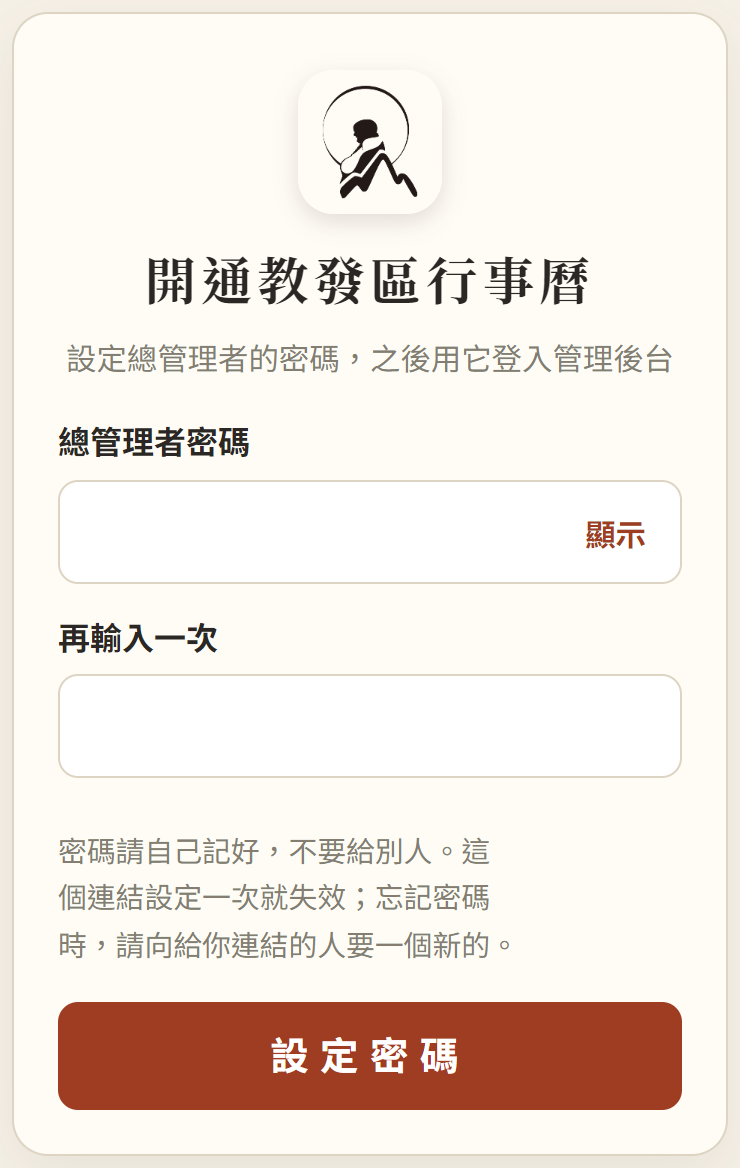 開通教發區行事曆
設定總管理者的密碼，之後用它登入管理後台
總管理者密碼
顯示
再輸入一次
密碼請自己記好，不要給別人。這
個連結設定一次就失效；忘記密碼
時，請向給你連結的人要一個新的。
設定密碼